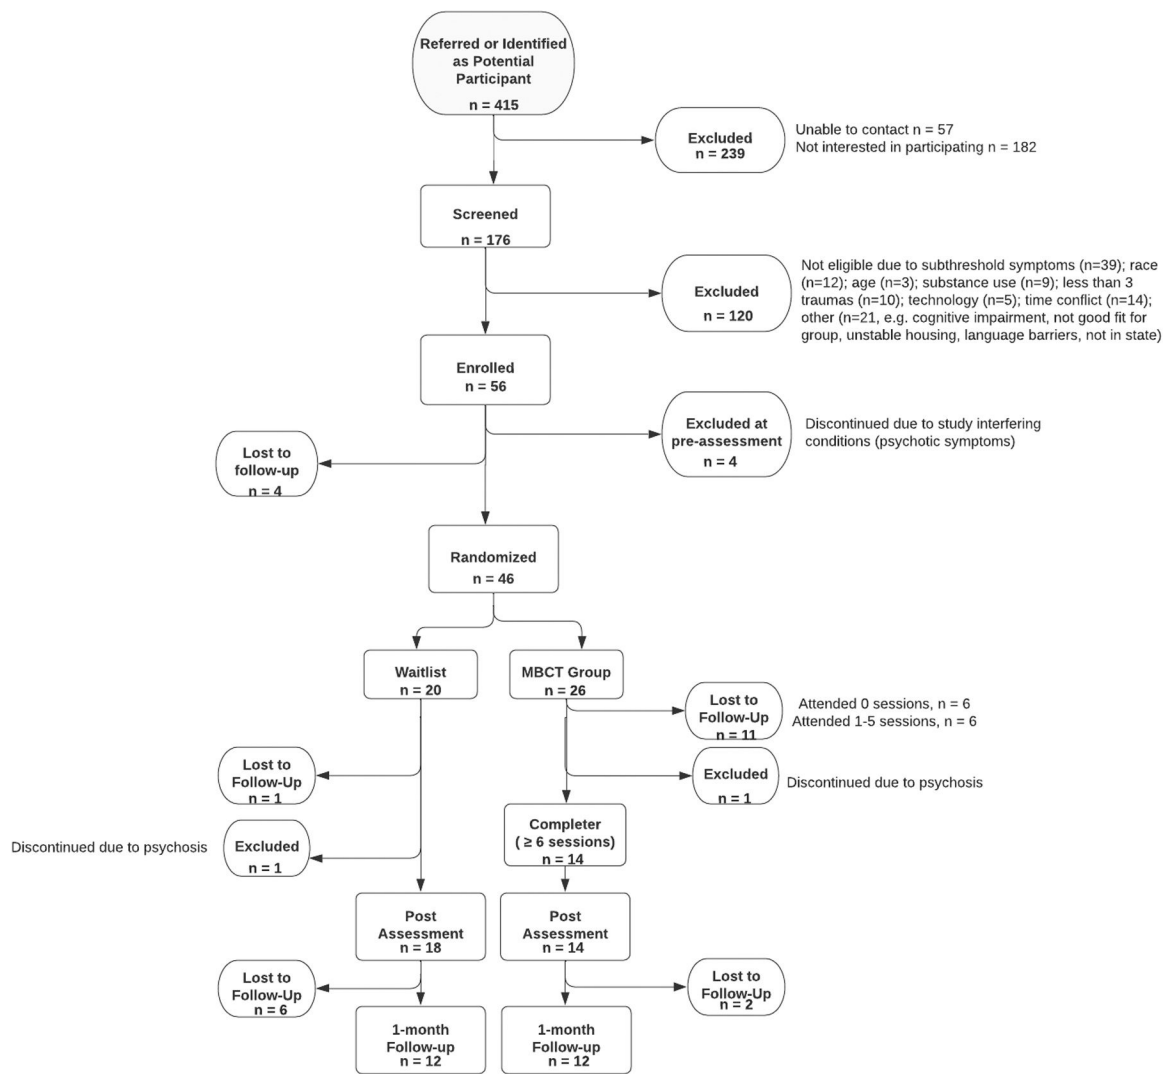 Referred or Identified
as Potential
Participant
n = 415
Excluded
n = 239
Unable to contact n = 57
Not interested in participating n = 182
Screened
n = 176
Excluded
n = 120
Not eligible due to subthreshold symptoms (n=39); race
(n=12); age (n=3); substance use (n=9); less than 3
traumas (n=10); technology (n=5); time conflict (n=14);
other (n=21, e.g. cognitive impairment, not good fit for
group, unstable housing, language barriers, not in state)
Enrolled
n = 56
Excluded at
pre-assessment
n = 4
Discontinued due to study interfering
conditions (psychotic symptoms)
Lost to
follow-up
n = 4
Randomized
n = 46
Waitlist
n = 20
MBCT Group
n = 26
Lost to
Follow-Up
n = 11
Attended 0 sessions, n = 6
Attended 1-5 sessions, n = 6
Lost to
Follow-Up
n = 1
Excluded
n = 1
Discontinued due to psychosis
Discontinued due to psychosis
Excluded
n = 1
Completer
( ≥ 6 sessions)
n = 14
Post
Assessment
n = 18
Post
Assessment
n = 14
Lost to
Follow-Up
n = 6
Lost to
Follow-Up
n = 2
1-month
Follow-up
n = 12
1-month
Follow-up
n = 12